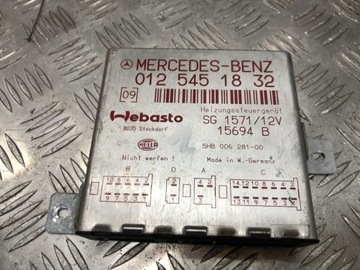 MERCEDES-BENZ
012 545 18 32
09
Heizungssteuergerät
Webasto
SG 1571/12V
8035 Stockdorf
15694 B
HELLA
5HB 006 281-00
Nicht werfen!
Made in W.-Germany
B D A C